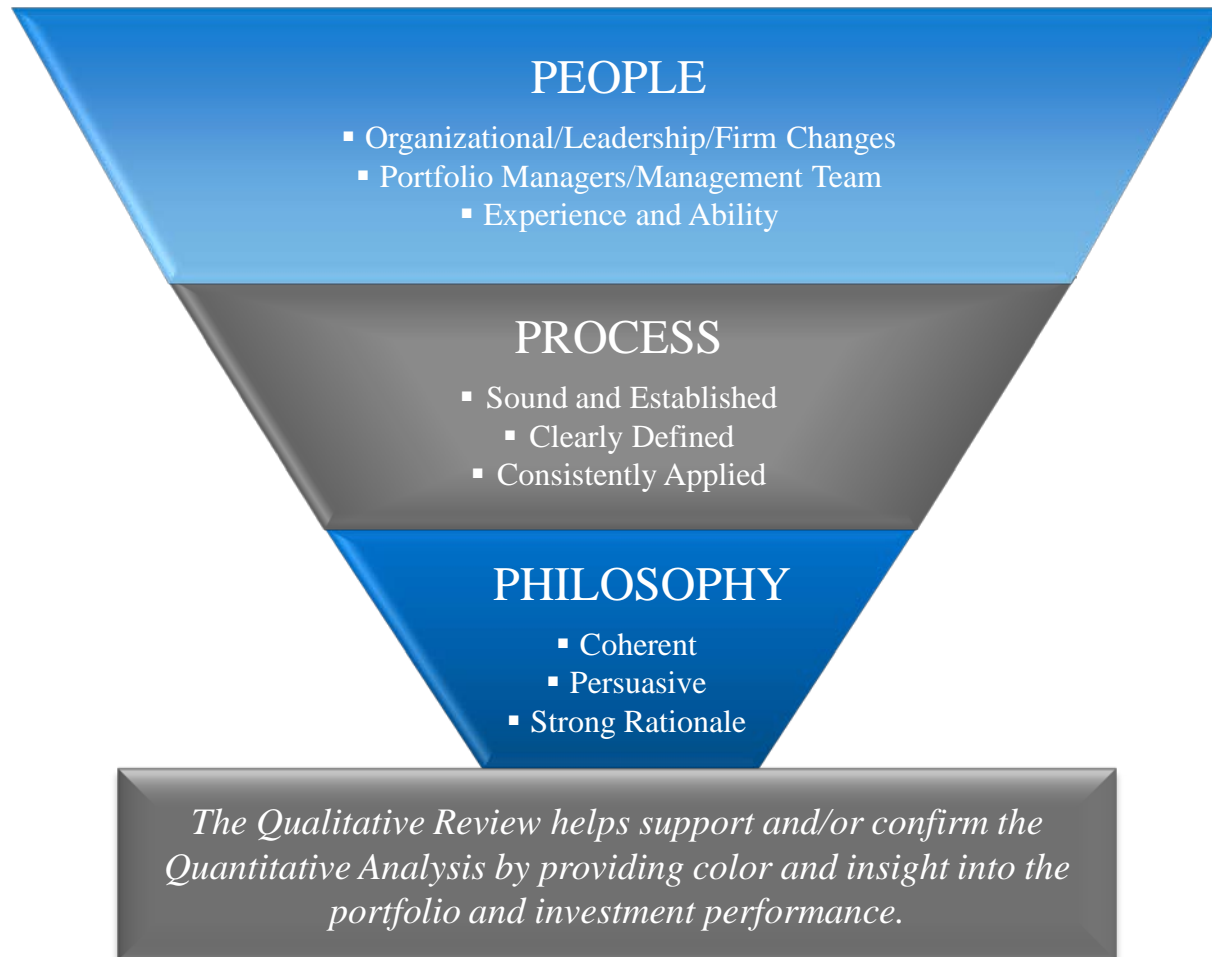 PEOPLE
▪ Organizational/Leadership/Firm Changes
▪ Portfolio Managers/Management Team
▪ Experience and Ability
PROCESS
▪ Sound and Established
▪ Clearly Defined
▪ Consistently Applied
PHILOSOPHY
▪ Coherent
▪ Persuasive
▪ Strong Rationale
The Qualitative Review helps support and/or confirm the
Quantitative Analysis by providing color and insight into the
portfolio and investment performance.